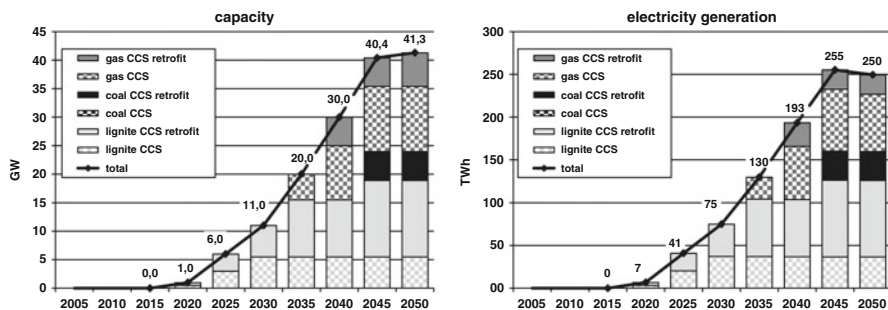 capacity
45
40
35
30
25
20
15
10
5
0
GW
gas CCS retrofit
gas CCS
coal CCS retrofit
coal CCS
lignite CCS retrofit
lignite CCS
total
0,0
1,0
6,0
11,0
20,0
30,0
40,4
41,3
2005 2010 2015 2020 2025 2030 2035 2040 2045 2050
electricity generation
300
250
200
150
100
50
00
TWh
gas CCS retrofit
gas CCS
coal CCS retrofit
coal CCS
lignite CCS retrofit
lignite CCS
total
0
7
41
75
130
193
255
250
2005 2010 2015 2020 2025 2030 2035 2040 2045 2050